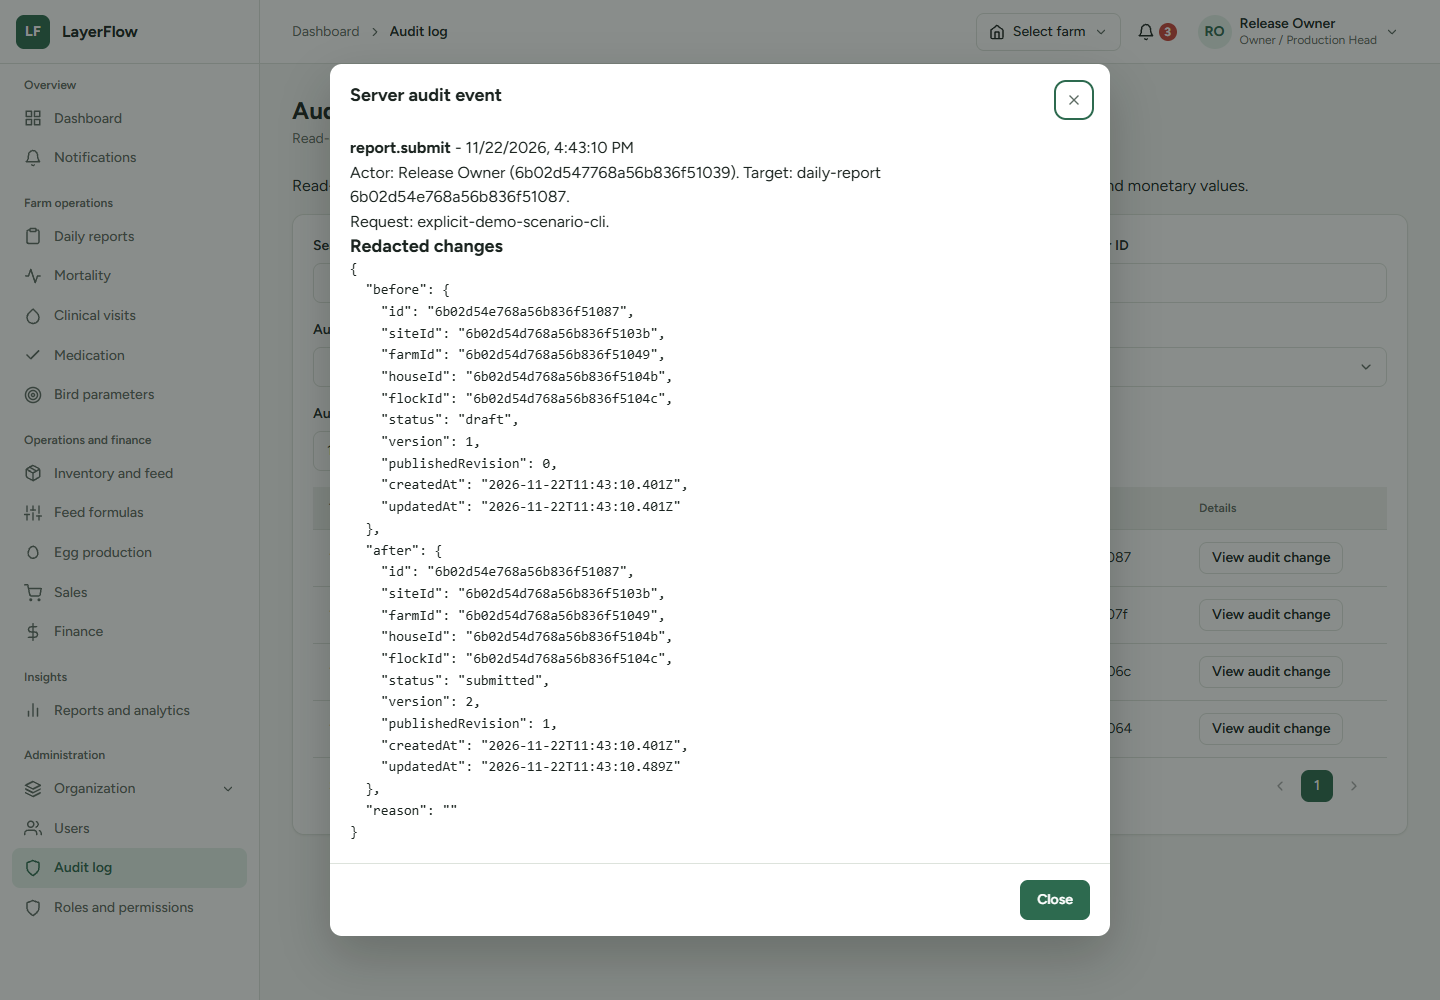 LF
LayerFlow
Dashboard > Audit log
Select farm
3
RO
Release Owner
Owner / Production Head
Overview
Dashboard
Notifications
Farm operations
Daily reports
Mortality
Clinical visits
Medication
Bird parameters
Operations and finance
Inventory and feed
Feed formulas
Egg production
Sales
Finance
Insights
Reports and analytics
Administration
Organization
Users
Audit log
Roles and permissions
Server audit event
report.submit - 11/22/2026, 4:43:10 PM
Actor: Release Owner (6b02d547768a56b836f51039). Target: daily-report
6b02d54e768a56b836f51087.
Request: explicit-demo-scenario-cli.
Redacted changes
{
"before": {
"id": "6b02d54e768a56b836f51087",
"siteId": "6b02d54d768a56b836f5103b",
"farmId": "6b02d54d768a56b836f51049",
"houseId": "6b02d54d768a56b836f5104b",
"flockId": "6b02d54d768a56b836f5104c",
"status": "draft",
"version": 1,
"publishedRevision": 0,
"createdAt": "2026-11-22T11:43:10.401Z",
"updatedAt": "2026-11-22T11:43:10.401Z"
},
"after": {
"id": "6b02d54e768a56b836f51087",
"siteId": "6b02d54d768a56b836f5103b",
"farmId": "6b02d54d768a56b836f51049",
"houseId": "6b02d54d768a56b836f5104b",
"flockId": "6b02d54d768a56b836f5104c",
"status": "submitted",
"version": 2,
"publishedRevision": 1,
"createdAt": "2026-11-22T11:43:10.401Z",
"updatedAt": "2026-11-22T11:43:10.489Z"
},
"reason": ""
}
Close
Read-
monetary values.
ID
Details
087 View audit change
07f View audit change
06c View audit change
064 View audit change
1